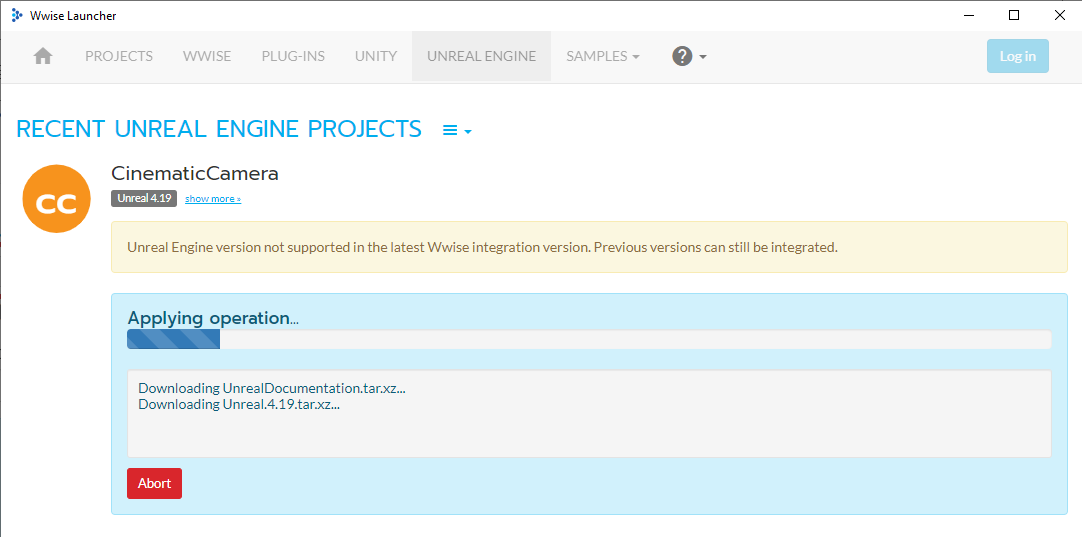 Wwise Launcher
PROJECTS WWISE PLUG-INS UNITY UNREAL ENGINE SAMPLES ? Log in
RECENT UNREAL ENGINE PROJECTS
CC CinematicCamera
Unreal 4.19 show more »
Unreal Engine version not supported in the latest Wwise integration version. Previous versions can still be integrated.
Applying operation...
Downloading UnrealDocumentation.tar.xz...
Downloading Unreal.4.19.tar.xz...
Abort